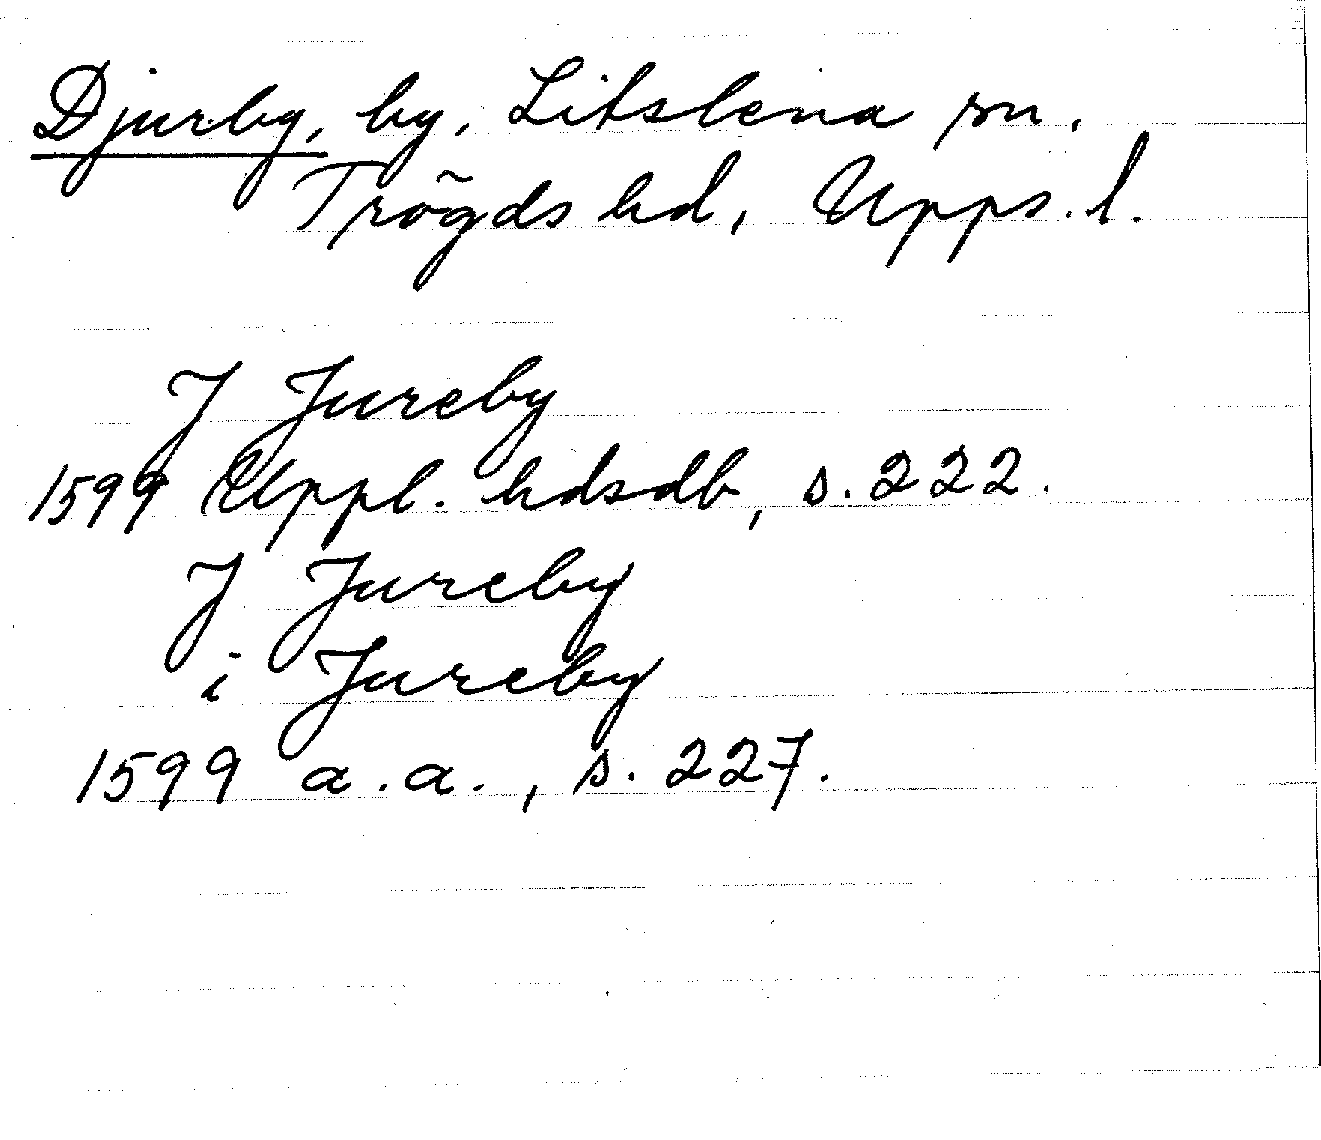 Djurby, by, Litslena sn.
Trögds hd, Upps. l.
J Jureby
1599 Uppl. hdsdb, s. 222.
J Jureby
i Jureby
1599 a.a., s. 227.